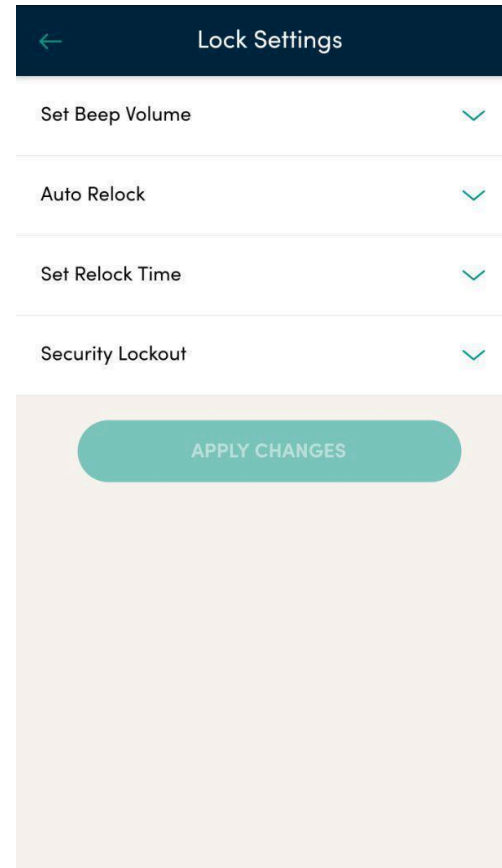 Lock Settings
Set Beep Volume
Auto Relock
Set Relock Time
Security Lockout
APPLY CHANGES